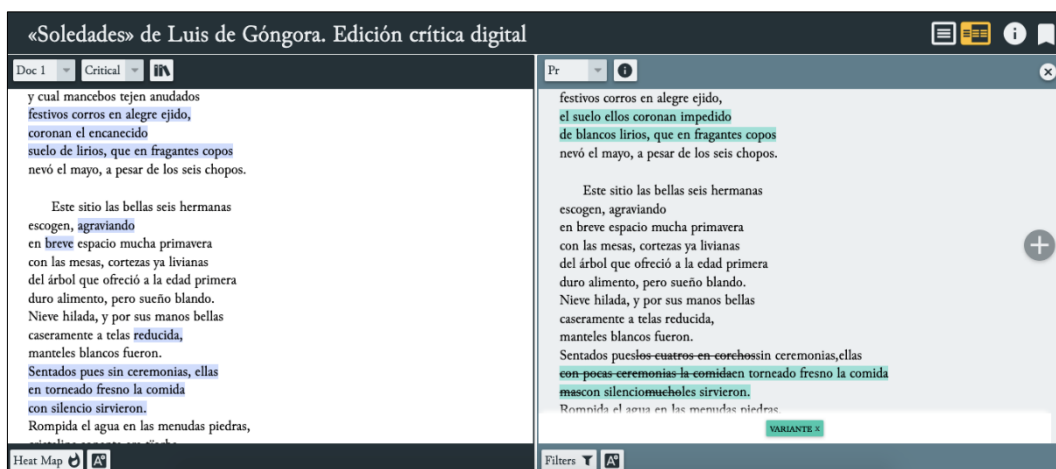 «Soledades» de Luis de Góngora. Edición crítica digital
Doc 1 Critical
y cual mancebos tejen anudados
festivos corros en alegre ejido,
coronan el encanecido
suelo de lirios, que en fragantes copos
nevó el mayo, a pesar de los seis chopos.
Este sitio las bellas seis hermanas
escogen, agraviando
en breve espacio mucha primavera
con las mesas, cortezas ya livianas
del árbol que ofreció a la edad primera
duro alimento, pero sueño blando.
Nieve hilada, y por sus manos bellas
caseramente a telas reducida,
manteles blancos fueron.
Sentados pues sin ceremonias, ellas
en torneado fresno la comida
con silencio sirvieron.
Rompida el agua en las menudas piedras,
Heat Map A
Pr
festivos corros en alegre ejido,
el suelo ellos coronan impedido
de blancos lirios, que en fragantes copos
nevó el mayo, a pesar de los seis chopos.
Este sitio las bellas seis hermanas
escogen, agraviando
en breve espacio mucha primavera
con las mesas, cortezas ya livianas
del árbol que ofreció a la edad primera
duro alimento, pero sueño blando.
Nieve hilada, y por sus manos bellas
caseramente a telas reducida,
manteles blancos fueron.
Sentados pueslos cuatros en corchossin ceremonias,ellas
con pocas ceremonias la comidaen torneado fresno la comida
mascon silenciomucholes sirvieron.
Rompida el agua en las menudas piedras,
VARIANTE x
Filters A